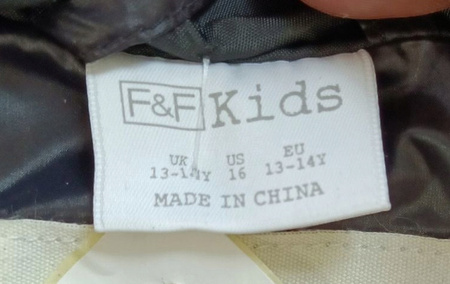 F&F Kids
UK US EU
13-14Y 16 13-14Y
MADE IN CHINA